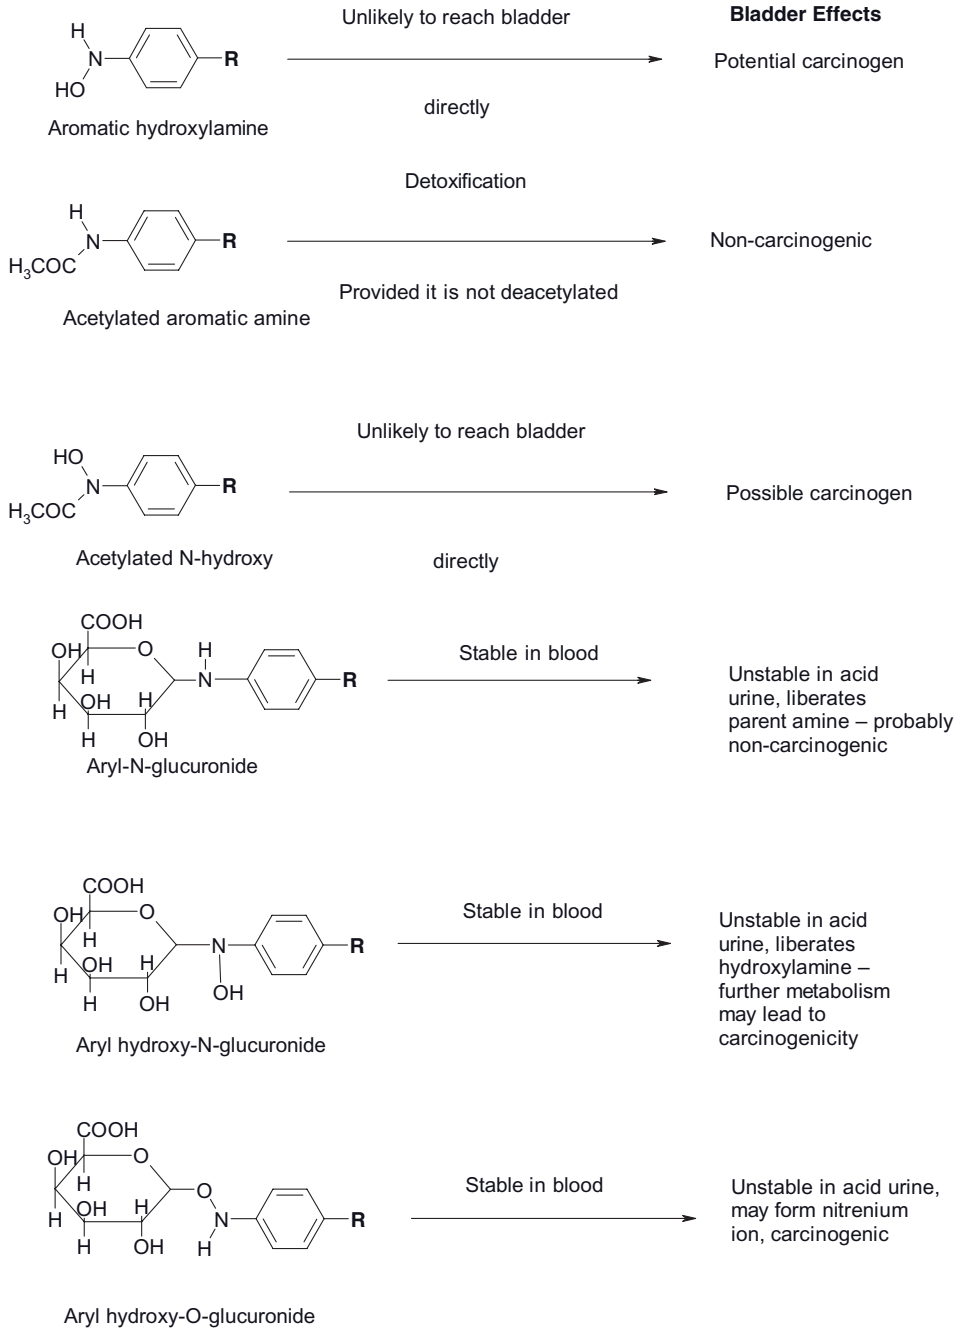 Unlikely to reach bladder
Bladder Effects
H
N
R
HO
Potential carcinogen
directly
Aromatic hydroxylamine
Detoxification
H
N
R
H3COC
Non-carcinogenic
Provided it is not deacetylated
Acetylated aromatic amine
Unlikely to reach bladder
HO
N
R
H3COC
Possible carcinogen
Acetylated N-hydroxy
directly
COOH
OH
O
H
H
N
R
H
OH
H
H
OH
Stable in blood
Unstable in acid
urine, liberates
parent amine – probably
non-carcinogenic
Aryl-N-glucuronide
COOH
OH
O
H
N
R
H
OH
H
OH
H
OH
Stable in blood
Unstable in acid
urine, liberates
hydroxylamine –
further metabolism
may lead to
carcinogenicity
Aryl hydroxy-N-glucuronide
COOH
OH
O
H
O
H
OH
H
N
R
H
OH
H
Stable in blood
Unstable in acid urine,
may form nitrenium
ion, carcinogenic
Aryl hydroxy-O-glucuronide